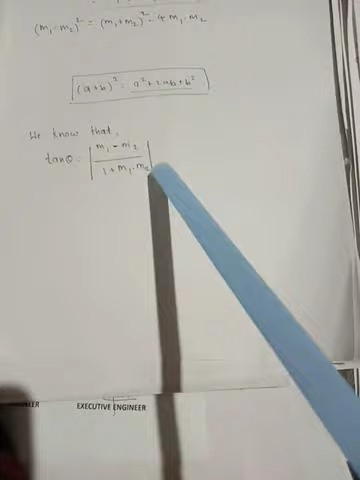 (m₁-m₂)² = (m₁+m₂)² - 4 m₁.m₂
(a+b)² = a²+2ab+b²
We know that,
tanθ = | m₁ - m₂ / 1 + m₁.m₂ |
EXECUTIVE ENGINEER